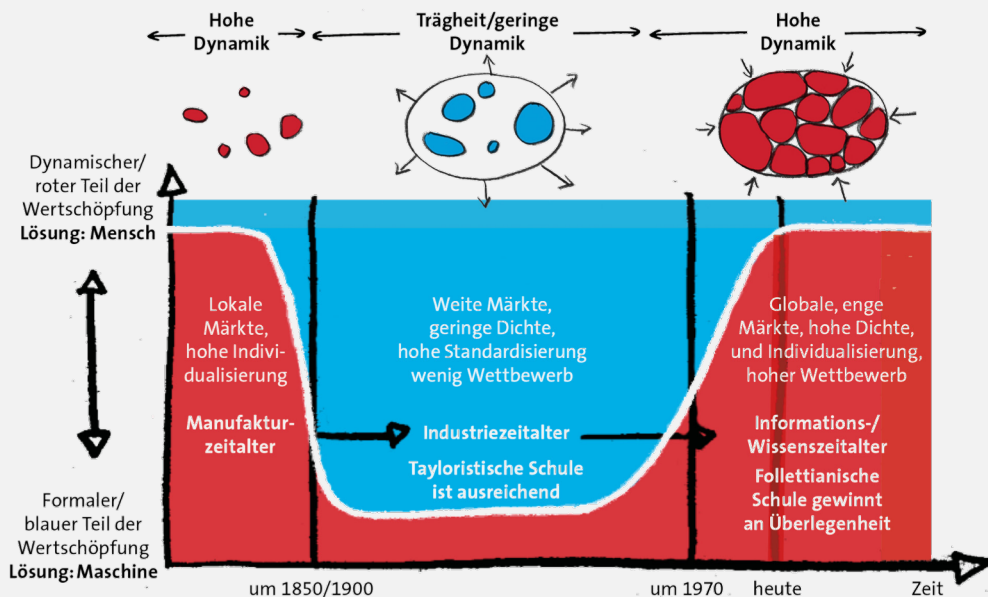 Hohe
Dynamik
Trägheit/geringe
Dynamik
Hohe
Dynamik
Dynamischer/
roter Teil der
Wertschöpfung
Lösung: Mensch
Lokale
Märkte,
hohe Indivi-
dualisierung
Manufaktur-
zeitalter
Weite Märkte,
geringe Dichte,
hohe Standardisierung
wenig Wettbewerb
Industriezeitalter
Tayloristische Schule
ist ausreichend
Globale, enge
Märkte, hohe Dichte,
und Individualisierung,
hoher Wettbewerb
Informations-/
Wissenszeitalter
Follettianische
Schule gewinnt
an Überlegenheit
Formaler/
blauer Teil der
Wertschöpfung
Lösung: Maschine
um 1850/1900
um 1970
heute
Zeit